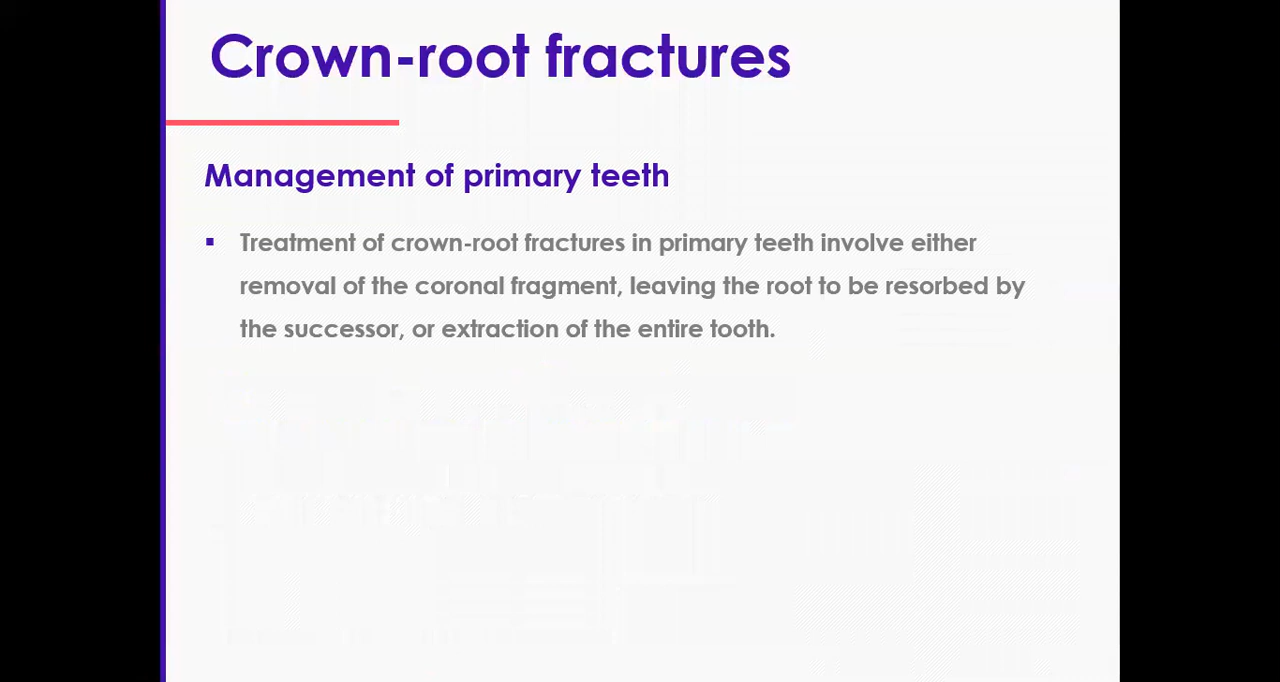 Crown-root fractures
Management of primary teeth
▪ Treatment of crown-root fractures in primary teeth involve either
removal of the coronal fragment, leaving the root to be resorbed by
the successor, or extraction of the entire tooth.